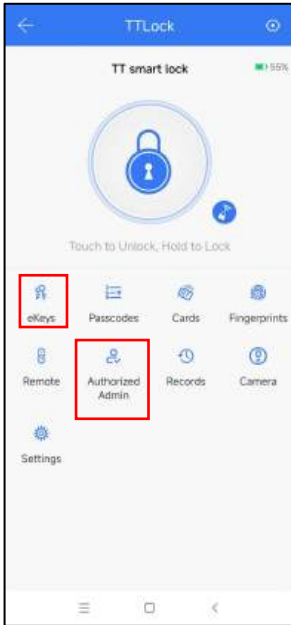 TTLock
TT smart lock
55%
Touch to Unlock, Hold to Lock
eKeys Passcodes Cards Fingerprints
Remote Authorized Admin Records Camera
Settings